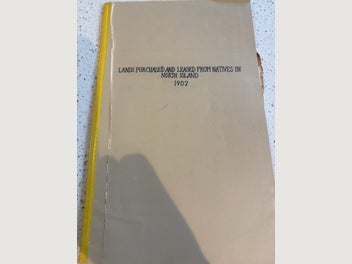 LANDS PURCHASED AND LEASED FROM NATIVES IN
NORTH ISLAND
1902